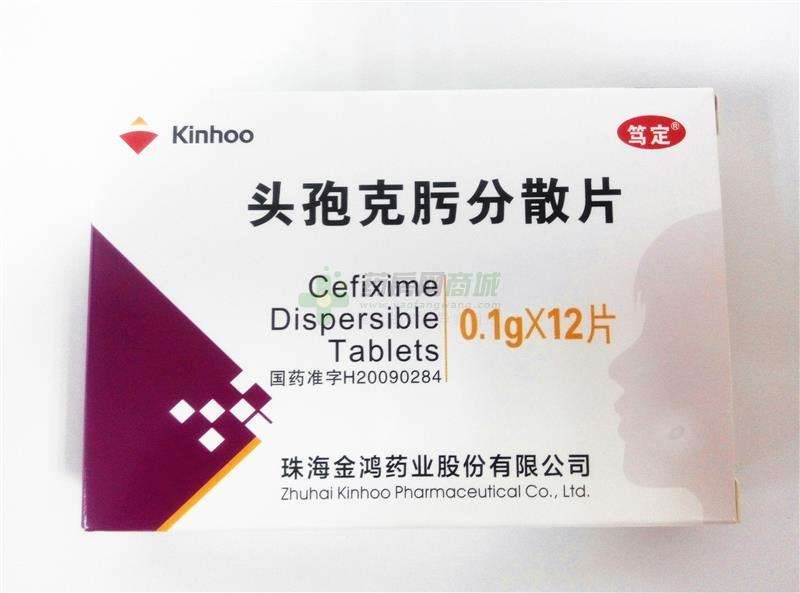 Kinhoo
笃定®
头孢克肟分散片
Cefixime
Dispersible
Tablets
0.1gX12片
国药准字H20090284
珠海金鸿药业股份有限公司
Zhuhai Kinhoo Pharmaceutical Co., Ltd.